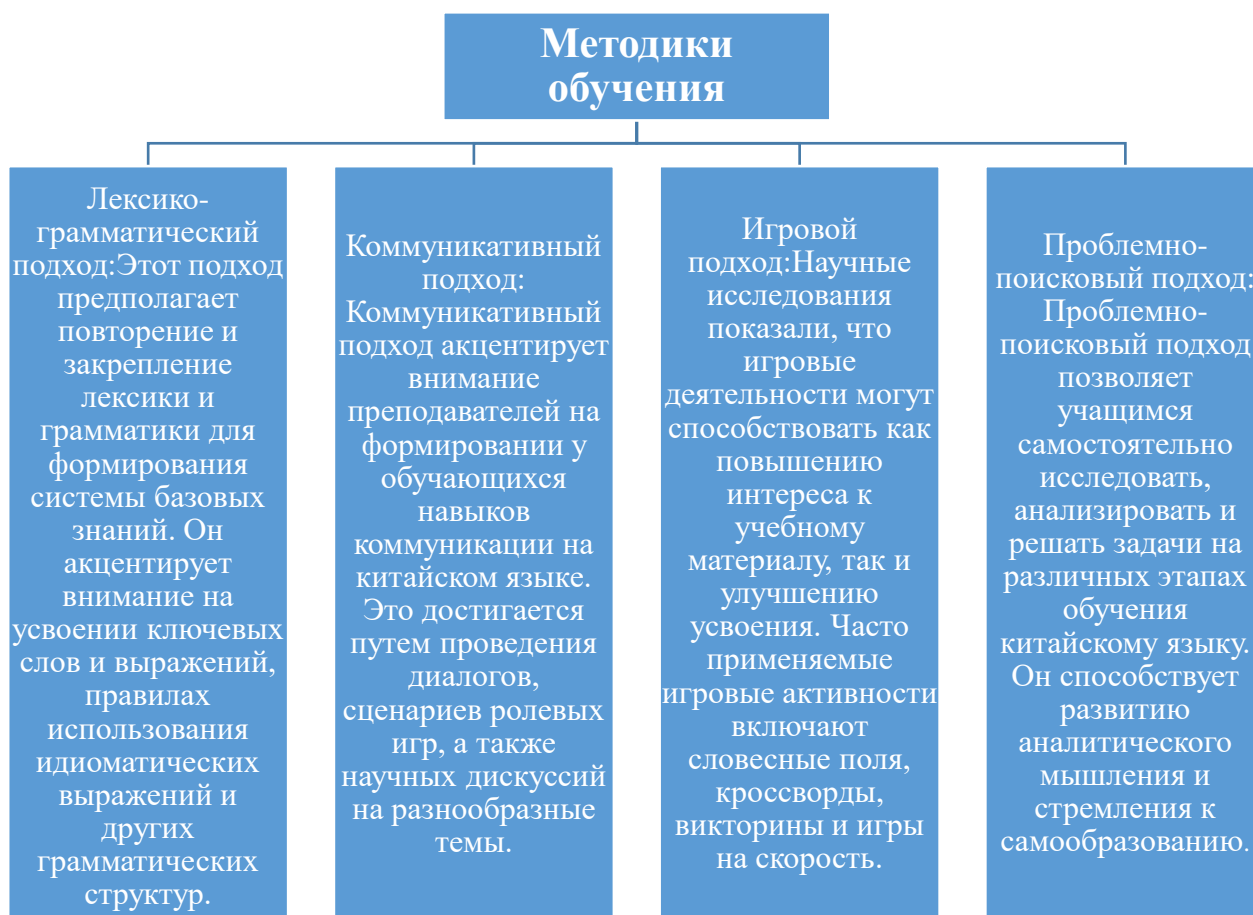 Методики
обучения
Лексико-
грамматический
подход:Этот подход
предполагает
повторение и
закрепление
лексики и
грамматики для
формирования
системы базовых
знаний. Он
акцентирует
внимание на
усвоении ключевых
слов и выражений,
правилах
использования
идиоматических
выражений и
других
грамматических
структур.
Коммуникативный
подход:
Коммуникативный
подход акцентирует
внимание
преподавателей на
формировании у
обучающихся
навыков
коммуникации на
китайском языке.
Это достигается
путем проведения
диалогов,
сценариев ролевых
игр, а также
научных дискуссий
на разнообразные
темы.
Игровой
подход:Научные
исследования
показали, что
игровые
деятельности могут
способствовать как
повышению
интереса к
учебному
материалу, так и
улучшению
усвоения. Часто
применяемые
игровые активности
включают
словесные поля,
кроссворды,
викторины и игры
на скорость.
Проблемно-
поисковый подход:
Проблемно-
поисковый подход
позволяет
учащимся
самостоятельно
исследовать,
анализировать и
решать задачи на
различных этапах
обучения
китайскому языку.
Он способствует
развитию
аналитического
мышления и
стремления к
самообразованию.